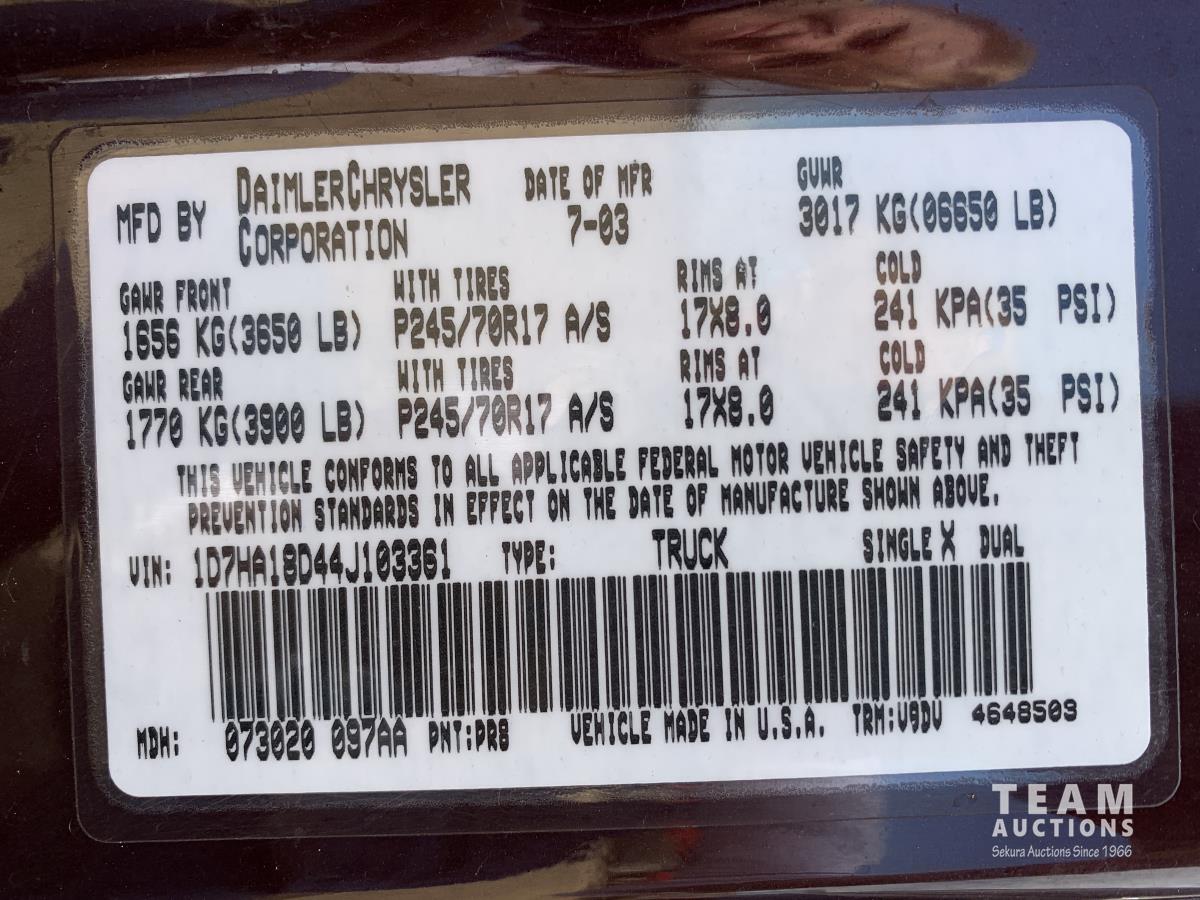 MFD BY DAIMLERCHRYSLER CORPORATION DATE OF MFR 7-03 GVWR 3017 KG(06650 LB)
GAWR FRONT WITH TIRES RIMS AT COLD
1656 KG(3650 LB) P245/70R17 A/S 17X8.0 241 KPA(35 PSI)
GAWR REAR WITH TIRES RIMS AT COLD
1770 KG(3900 LB) P245/70R17 A/S 17X8.0 241 KPA(35 PSI)
THIS VEHICLE CONFORMS TO ALL APPLICABLE FEDERAL MOTOR VEHICLE SAFETY AND THEFT
PREVENTION STANDARDS IN EFFECT ON THE DATE OF MANUFACTURE SHOWN ABOVE.
VIN: 1D7HA18D44J103361 TYPE: TRUCK SINGLE X DUAL
MDH: 073020 097AA PNT:PR8 VEHICLE MADE IN U.S.A. TRM:V9DV 4648509
TEAM
AUCTIONS
Sekura Auctions Since 1966